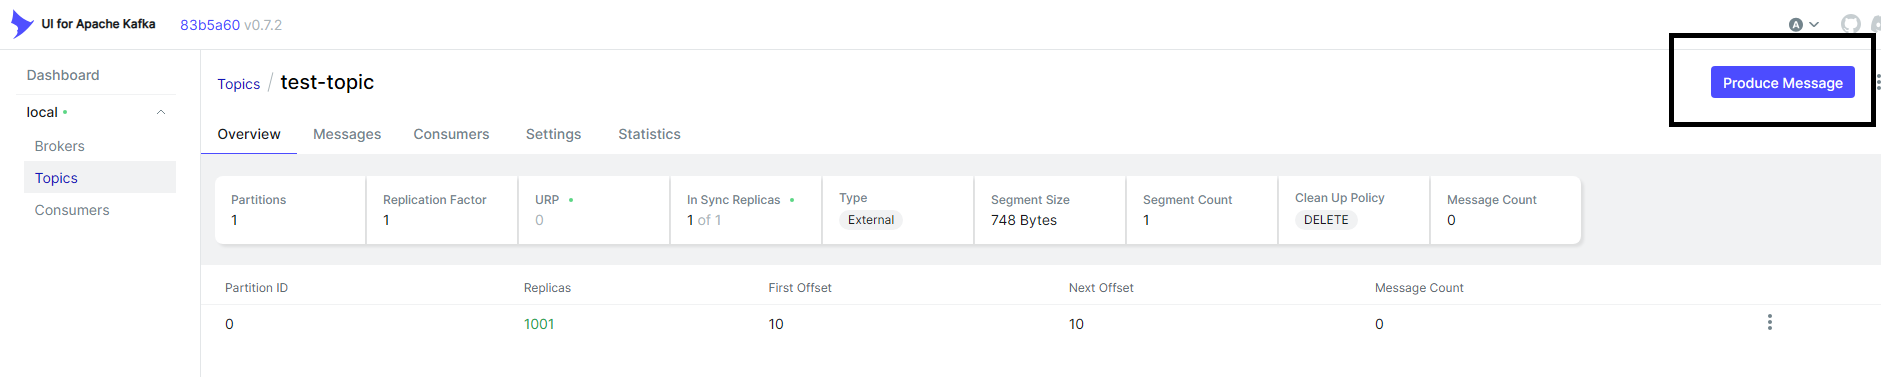 UI for Apache Kafka 83b5a60 v0.7.2 A
Dashboard
local
Brokers
Topics
Consumers
Topics / test-topic
Produce Message
Overview Messages Consumers Settings Statistics
Partitions Replication Factor URP In Sync Replicas Type Segment Size Segment Count Clean Up Policy Message Count
1 1 0 1 of 1 External 748 Bytes 1 DELETE 0
Partition ID Replicas First Offset Next Offset Message Count
0 1001 10 10 0